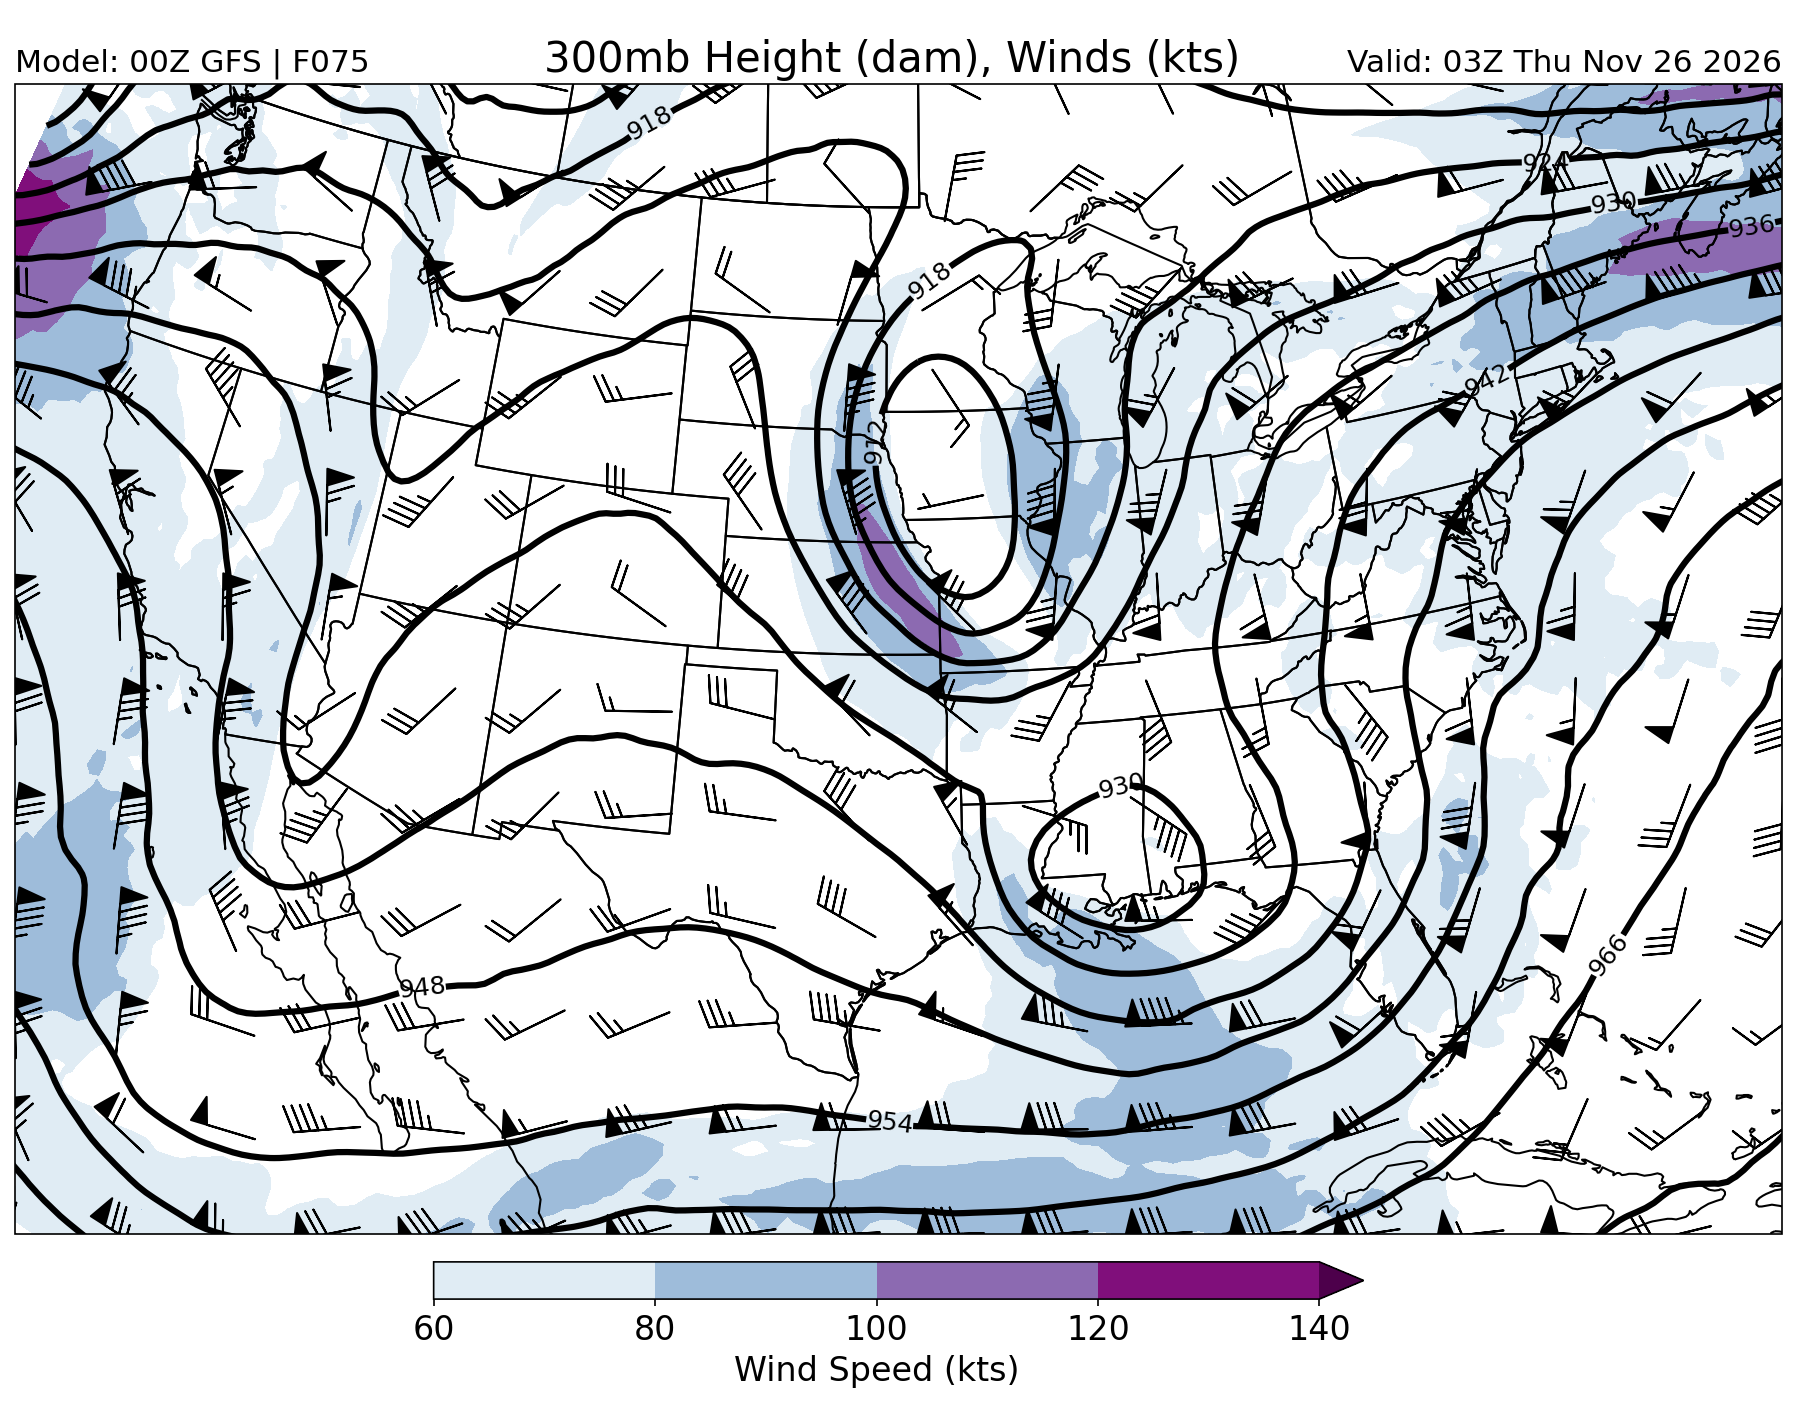 Model: 00Z GFS | F075
300mb Height (dam), Winds (kts)
Valid: 03Z Thu Nov 26 2026
918
924
930
936
918
942
912
930
966
948
954
60 80 100 120 140
Wind Speed (kts)